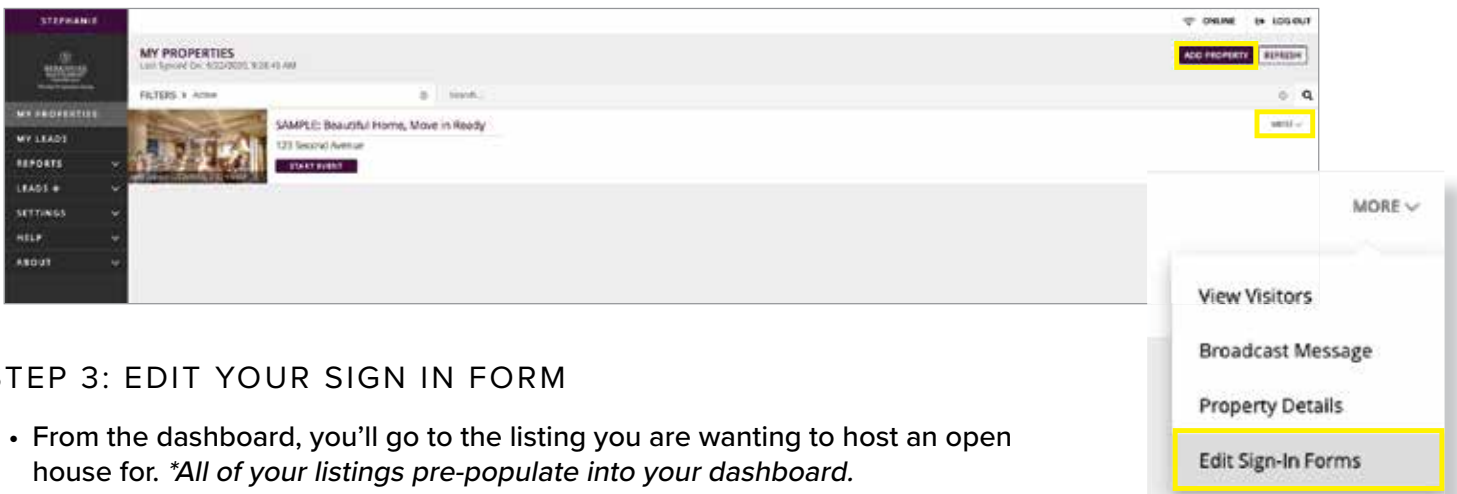 STEPHANIE
ONLINE LOG OUT
BERKSHIRE
HATHAWAY
MY PROPERTIES
ADD PROPERTY REFRESH
FILTERS Active Search...
MY PROPERTIES
SAMPLE: Beautiful Home, Move in Ready
MORE
MY LEADS
123 Second Avenue
REPORTS
START EVENT
LEADS +
SETTINGS
HELP
ABOUT
MORE
View Visitors
Broadcast Message
Property Details
Edit Sign-In Forms
TEP 3: EDIT YOUR SIGN IN FORM
• From the dashboard, you’ll go to the listing you are wanting to host an open
house for. *All of your listings pre-populate into your dashboard.